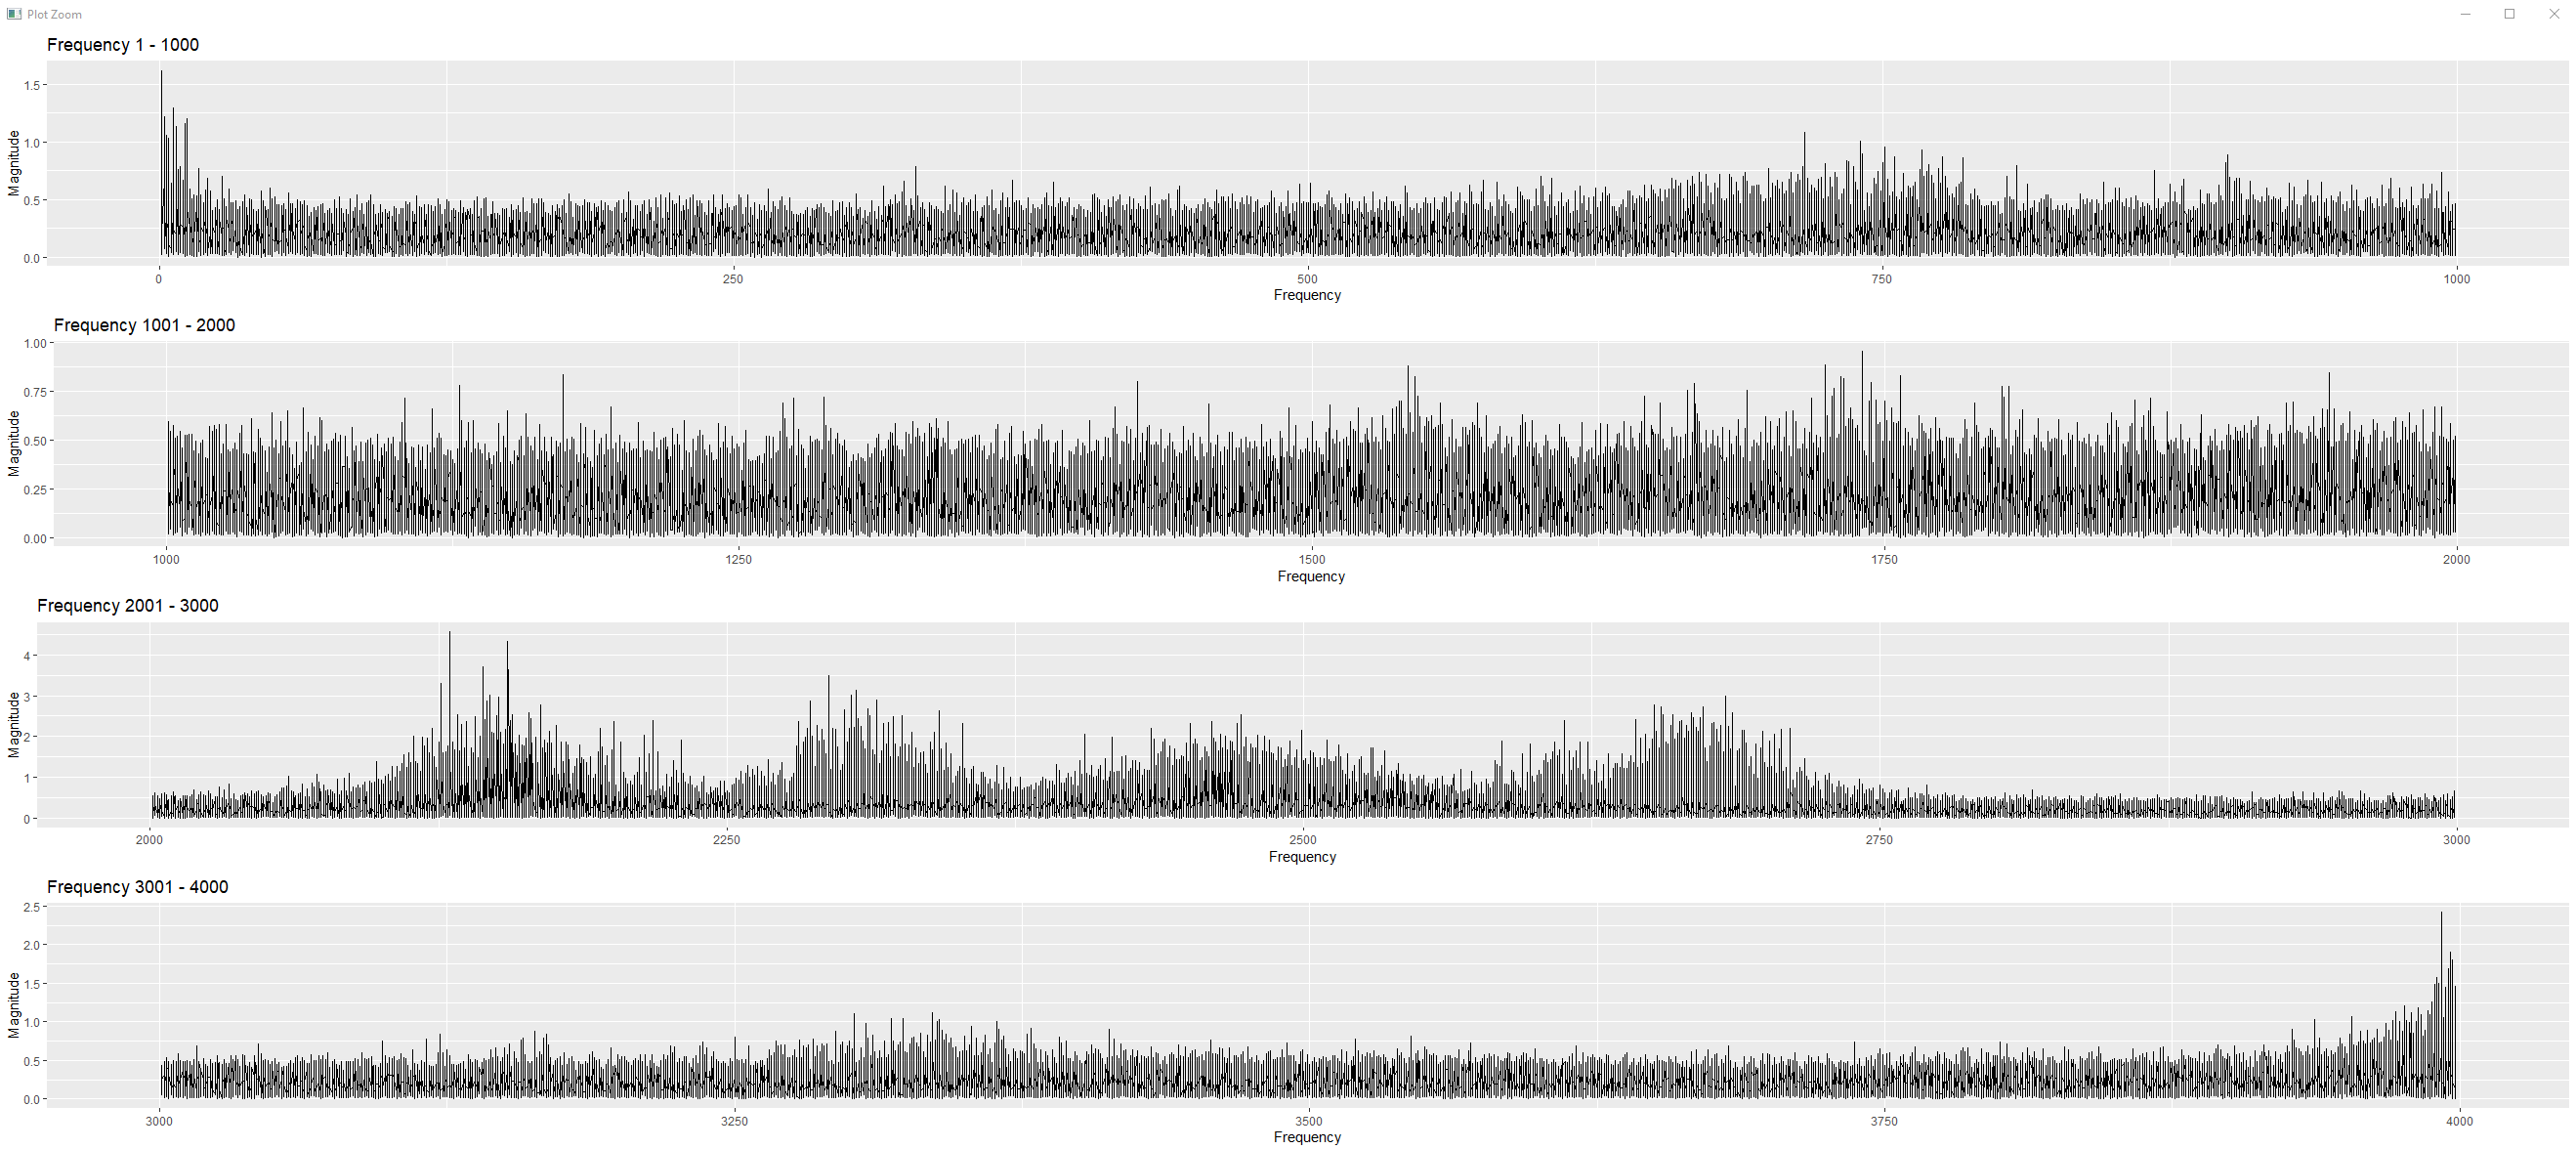 Plot Zoom
Frequency 1 - 1000
Magnitude
1.5
1.0
0.5
0.0
0 250 500 750 1000
Frequency
Frequency 1001 - 2000
Magnitude
1.00
0.75
0.50
0.25
0.00
1000 1250 1500 1750 2000
Frequency
Frequency 2001 - 3000
Magnitude
4
3
2
1
0
2000 2250 2500 2750 3000
Frequency
Frequency 3001 - 4000
Magnitude
2.5
2.0
1.5
1.0
0.5
0.0
3000 3250 3500 3750 4000
Frequency